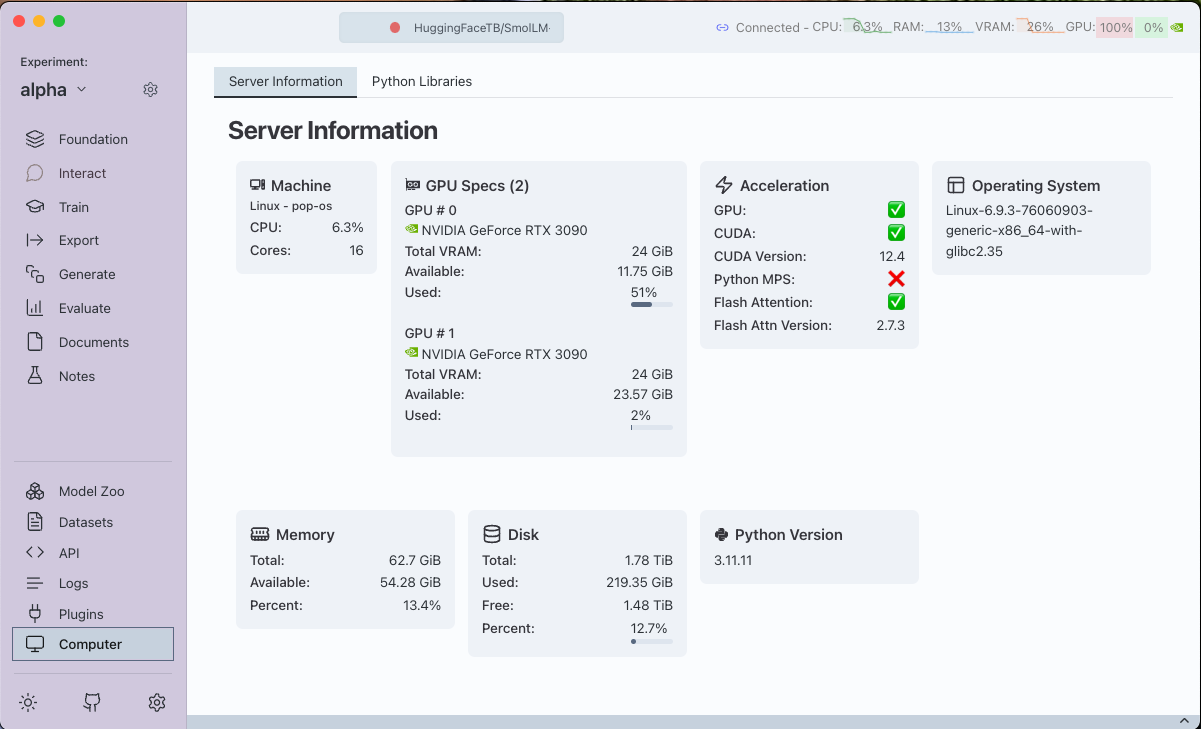 HuggingFaceTB/SmolLM-
Connected - CPU: 6.3% RAM: 13% VRAM: 26% GPU: 100% 0%
Experiment:
alpha
Foundation
Interact
Train
Export
Generate
Evaluate
Documents
Notes
Model Zoo
Datasets
API
Logs
Plugins
Computer
Server Information
Python Libraries
Server Information
Machine
Linux - pop-os
CPU: 6.3%
Cores: 16
GPU Specs (2)
GPU # 0
NVIDIA GeForce RTX 3090
Total VRAM: 24 GiB
Available: 11.75 GiB
Used: 51%
GPU # 1
NVIDIA GeForce RTX 3090
Total VRAM: 24 GiB
Available: 23.57 GiB
Used: 2%
Acceleration
GPU: ✅
CUDA: ✅
CUDA Version: 12.4
Python MPS: ❌
Flash Attention: ✅
Flash Attn Version: 2.7.3
Operating System
Linux-6.9.3-76060903-
generic-x86_64-with-
glibc2.35
Memory
Total: 62.7 GiB
Available: 54.28 GiB
Percent: 13.4%
Disk
Total: 1.78 TiB
Used: 219.35 GiB
Free: 1.48 TiB
Percent: 12.7%
Python Version
3.11.11